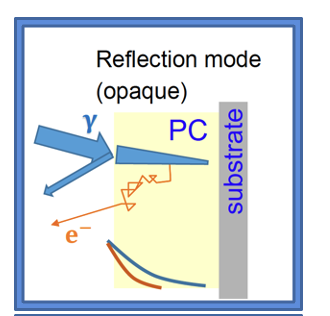 Reflection mode
(opaque)
γ
PC
substrate
e⁻